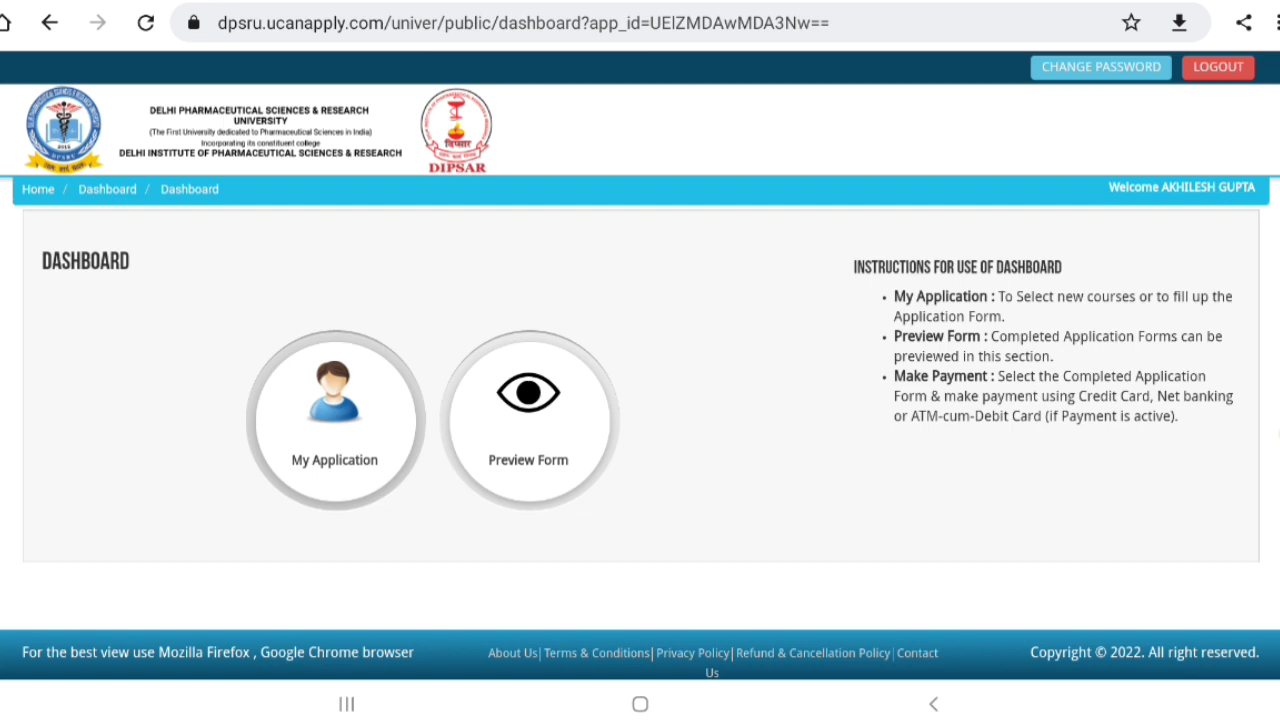 dpsru.ucanapply.com/univer/public/dashboard?app_id=UElZMDAwMDA3Nw==
CHANGE PASSWORD LOGOUT
DELHI PHARMACEUTICAL SCIENCES & RESEARCH
UNIVERSITY
(The First University dedicated to Pharmaceutical Sciences in India)
Incorporating its constituent college
DELHI INSTITUTE OF PHARMACEUTICAL SCIENCES & RESEARCH
DIPSAR
Home / Dashboard / Dashboard
Welcome AKHILESH GUPTA
DASHBOARD
My Application
Preview Form
INSTRUCTIONS FOR USE OF DASHBOARD
• My Application : To Select new courses or to fill up the
Application Form.
• Preview Form : Completed Application Forms can be
previewed in this section.
• Make Payment : Select the Completed Application
Form & make payment using Credit Card, Net banking
or ATM-cum-Debit Card (if Payment is active).
For the best view use Mozilla Firefox , Google Chrome browser
About Us| Terms & Conditions| Privacy Policy| Refund & Cancellation Policy| Contact
Us
Copyright © 2022. All right reserved.